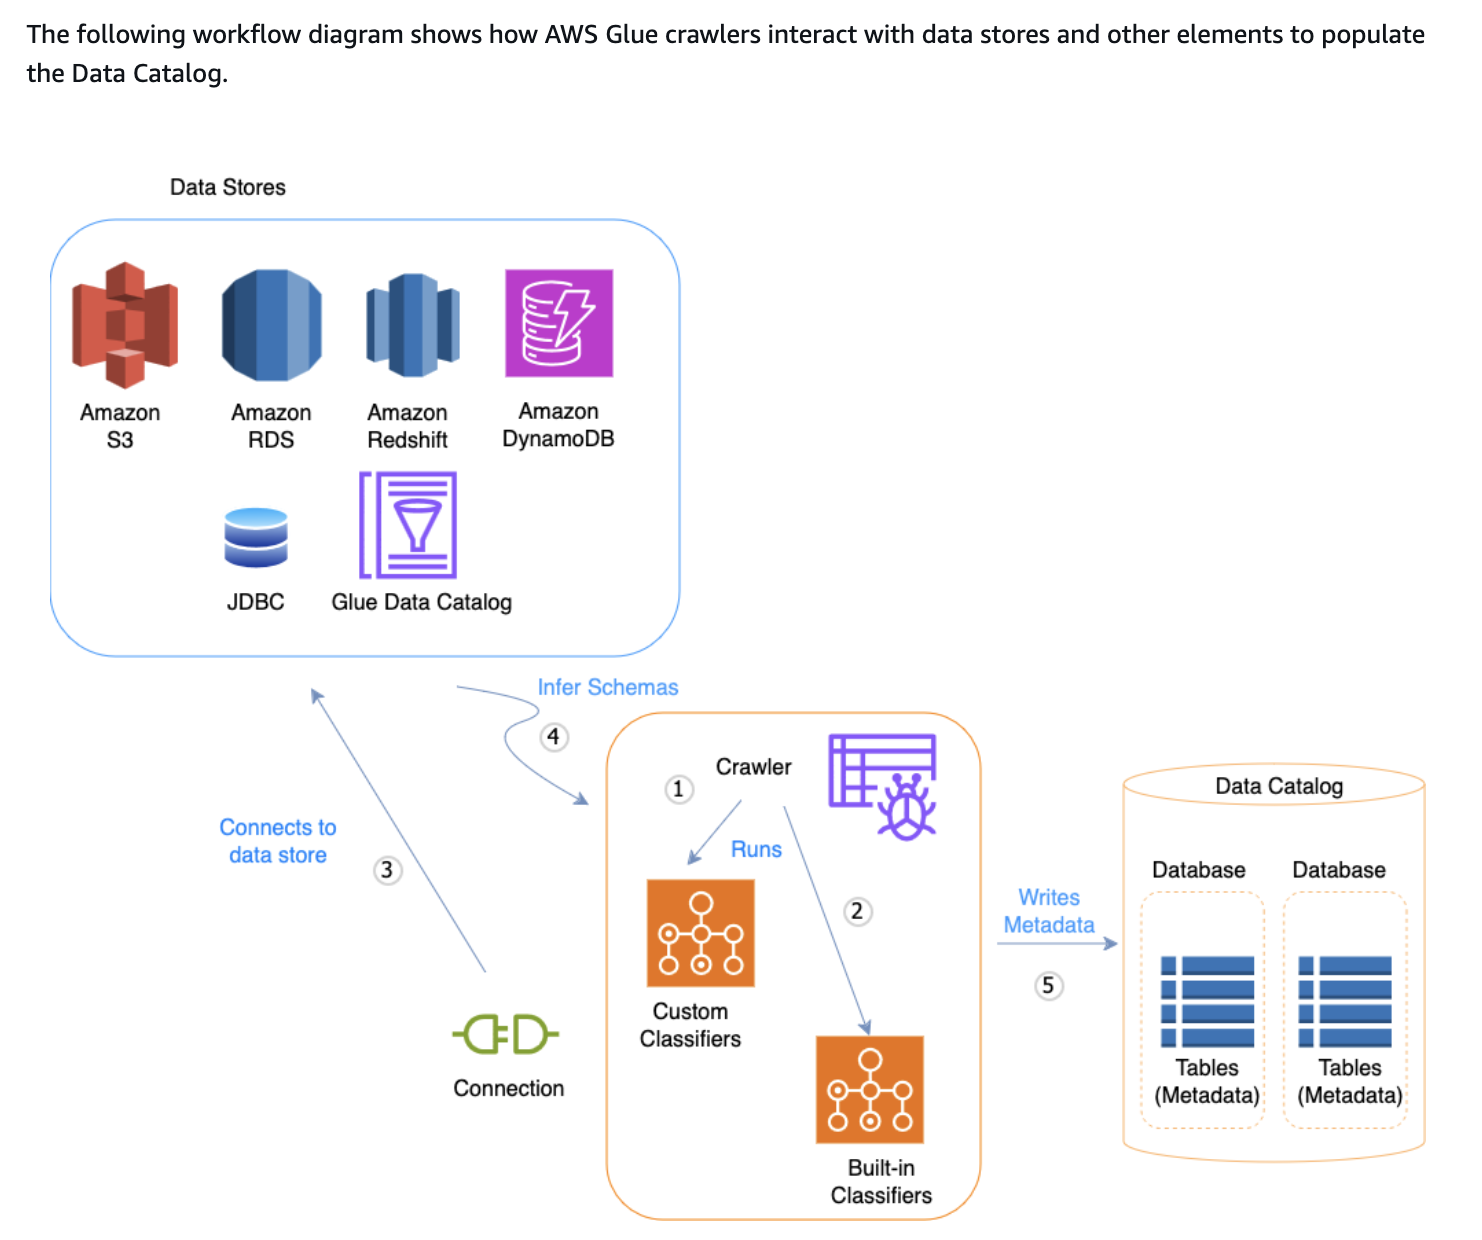 The following workflow diagram shows how AWS Glue crawlers interact with data stores and other elements to populate
the Data Catalog.
Data Stores
Amazon
S3
Amazon
RDS
Amazon
Redshift
Amazon
DynamoDB
JDBC
Glue Data Catalog
Infer Schemas
4
Connects to
data store
3
Connection
Crawler
1
Runs
2
Custom
Classifiers
Built-in
Classifiers
Writes
Metadata
5
Data Catalog
Database
Database
Tables
(Metadata)
Tables
(Metadata)